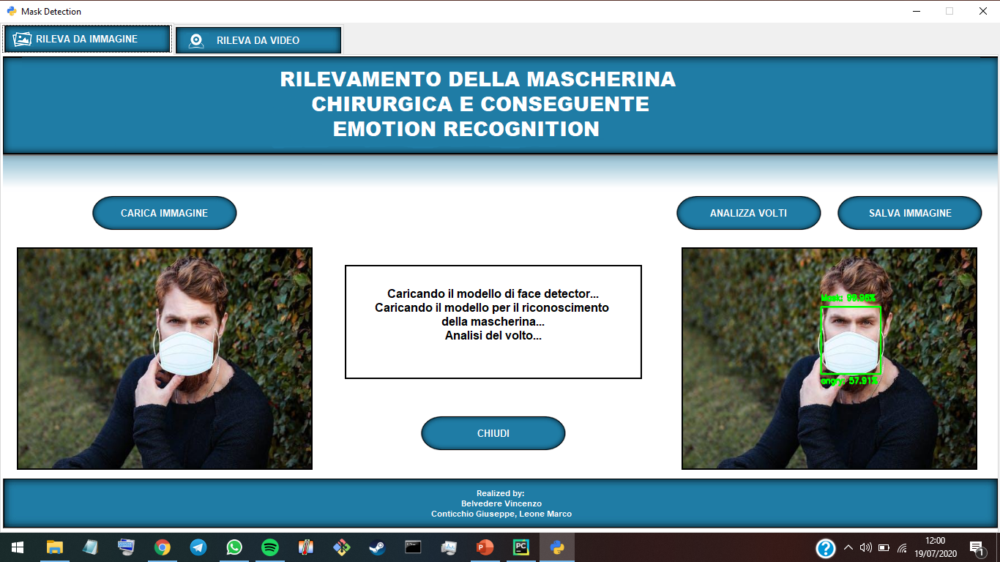 Mask Detection
RILEVA DA IMMAGINE
RILEVA DA VIDEO
RILEVAMENTO DELLA MASCHERINA
CHIRURGICA E CONSEGUENTE
EMOTION RECOGNITION
CARICA IMMAGINE
ANALIZZA VOLTI
SALVA IMMAGINE
Caricando il modello di face detector...
Caricando il modello per il riconoscimento
della mascherina...
Analisi del volto...
Mask: 99.95%
angry: 57.91%
CHIUDI
Realized by:
Belvedere Vincenzo
Conticchio Giuseppe, Leone Marco
PC
12:00
19/07/2020
1